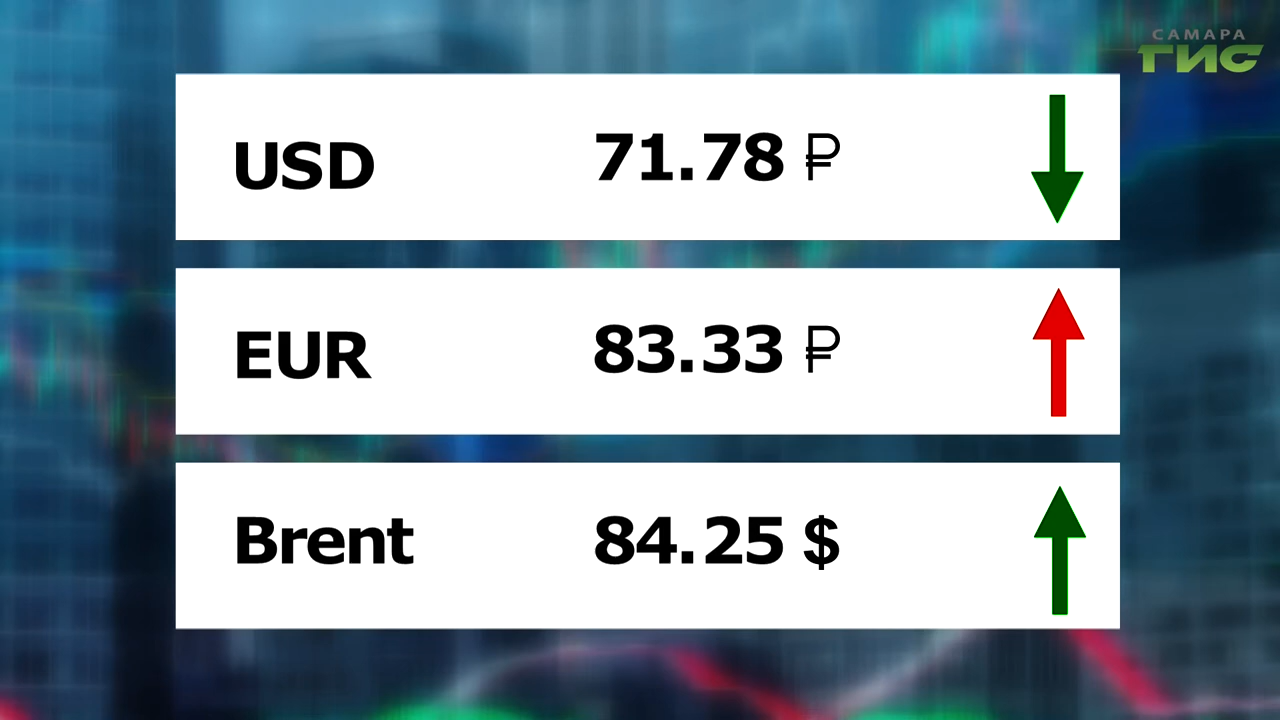 САМАРА
ГИС
USD 71.78 ₽
EUR 83.33 ₽
Brent 84.25 $